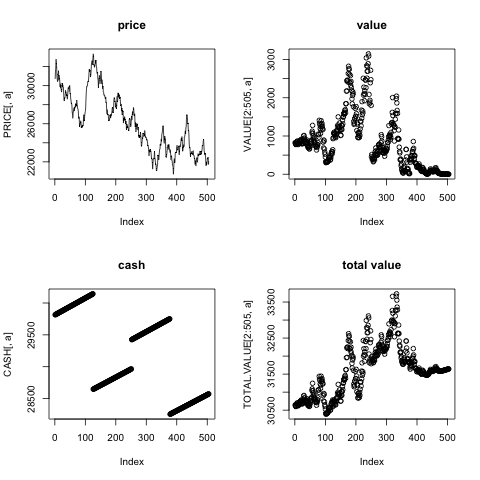 price
PRICE[, a]
22000 26000 30000
0 100 200 300 400 500
Index
value
VALUE[2:505, a]
0 1000 2000 3000
0 100 200 300 400 500
Index
cash
CASH[, a]
28500 29500
0 100 200 300 400 500
Index
total value
TOTAL.VALUE[2:505, a]
30500 31500 32500 33500
0 100 200 300 400 500
Index